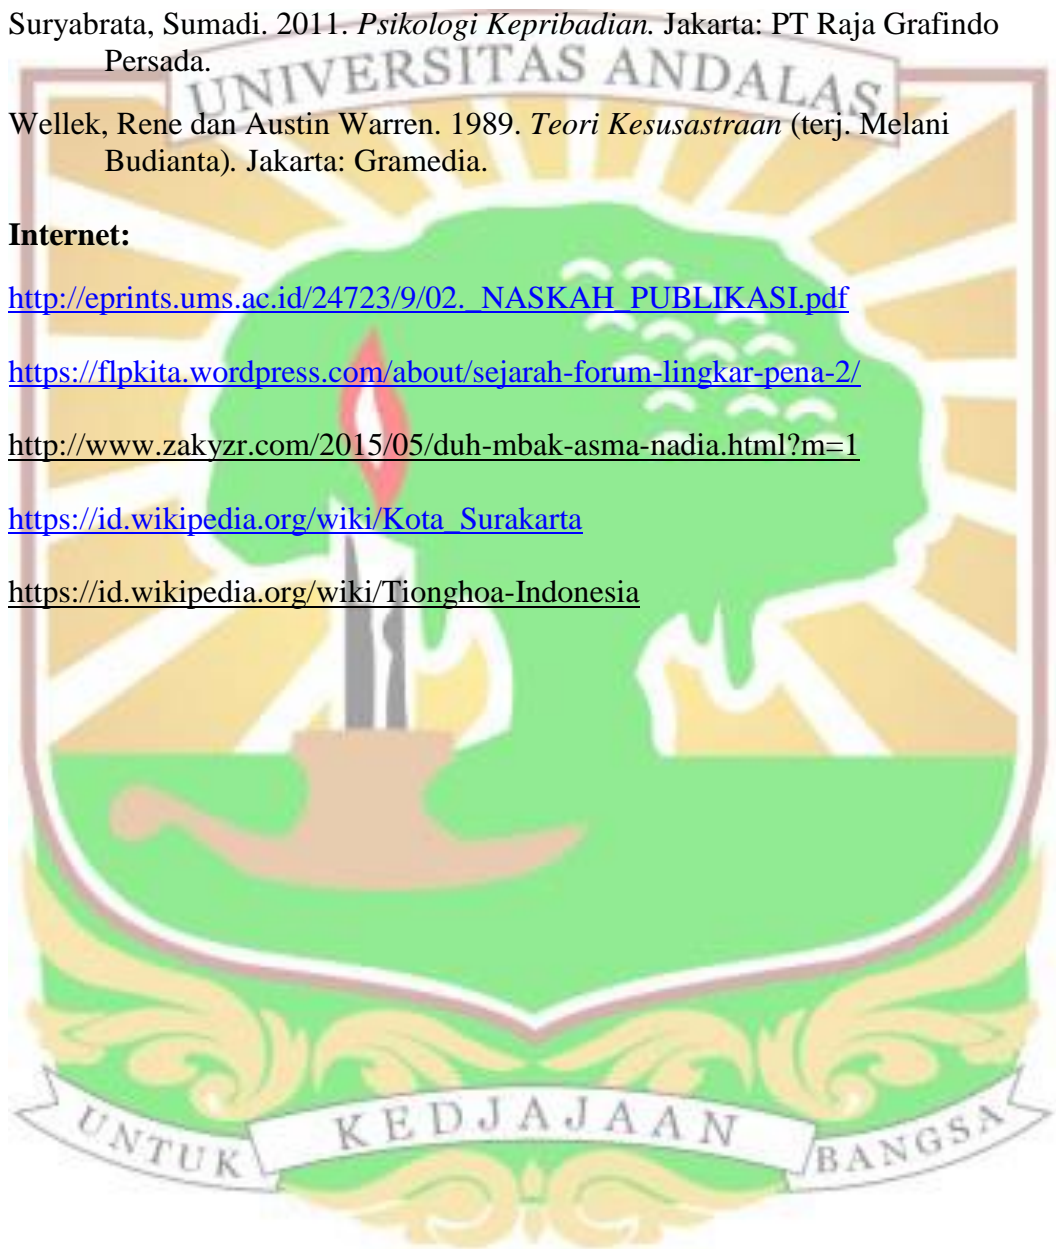 Suryabrata, Sumadi. 2011. Psikologi Kepribadian. Jakarta: PT Raja Grafindo
Persada.
UNIVERSITAS ANDALAS
Wellek, Rene dan Austin Warren. 1989. Teori Kesusastraan (terj. Melani
Budianta). Jakarta: Gramedia.
Internet:
http://eprints.ums.ac.id/24723/9/02._NASKAH_PUBLIKASI.pdf
https://flpkita.wordpress.com/about/sejarah-forum-lingkar-pena-2/
http://www.zakyzr.com/2015/05/duh-mbak-asma-nadia.html?m=1
https://id.wikipedia.org/wiki/Kota_Surakarta
https://id.wikipedia.org/wiki/Tionghoa-Indonesia
UNTUK KEDJAJAAN BANGSA